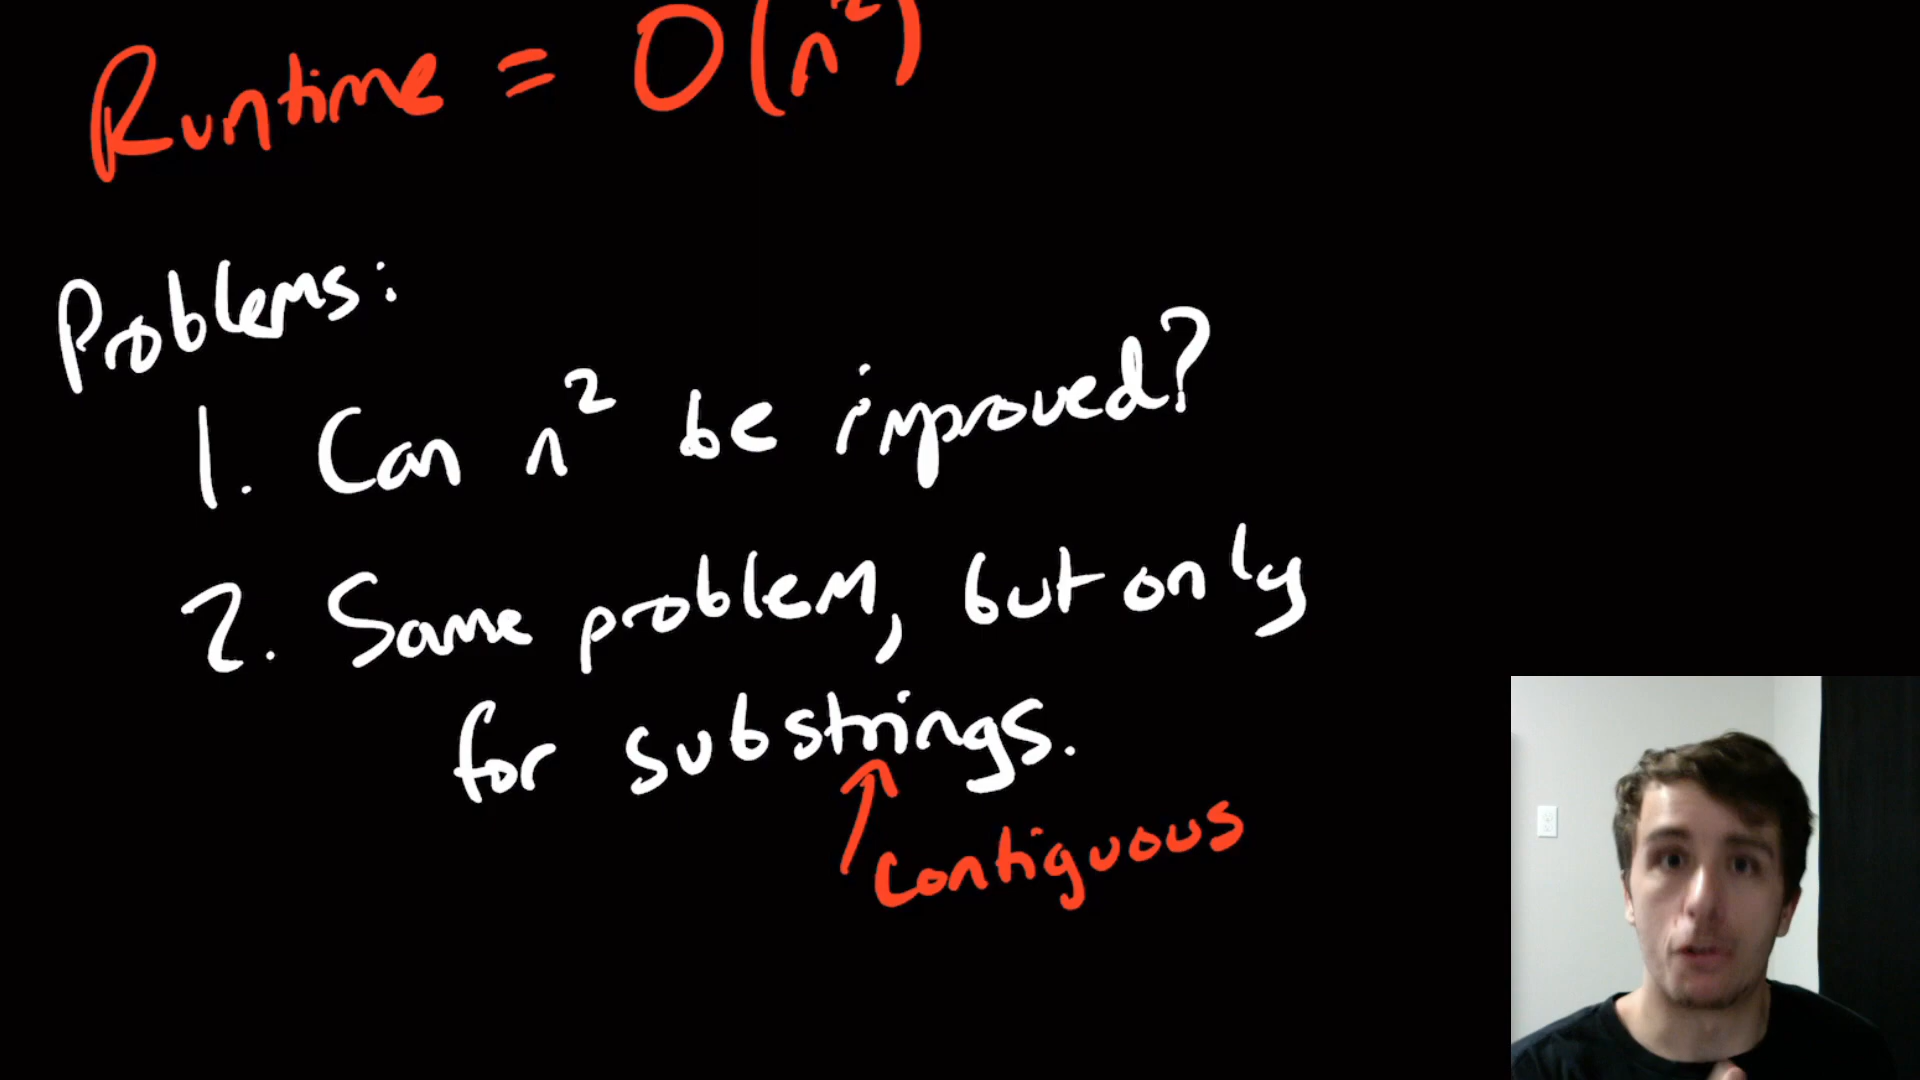 Runtime = O(n²)
Problems:
1. Can n² be improved?
2. Same problem, but only
for substrings.
contiguous